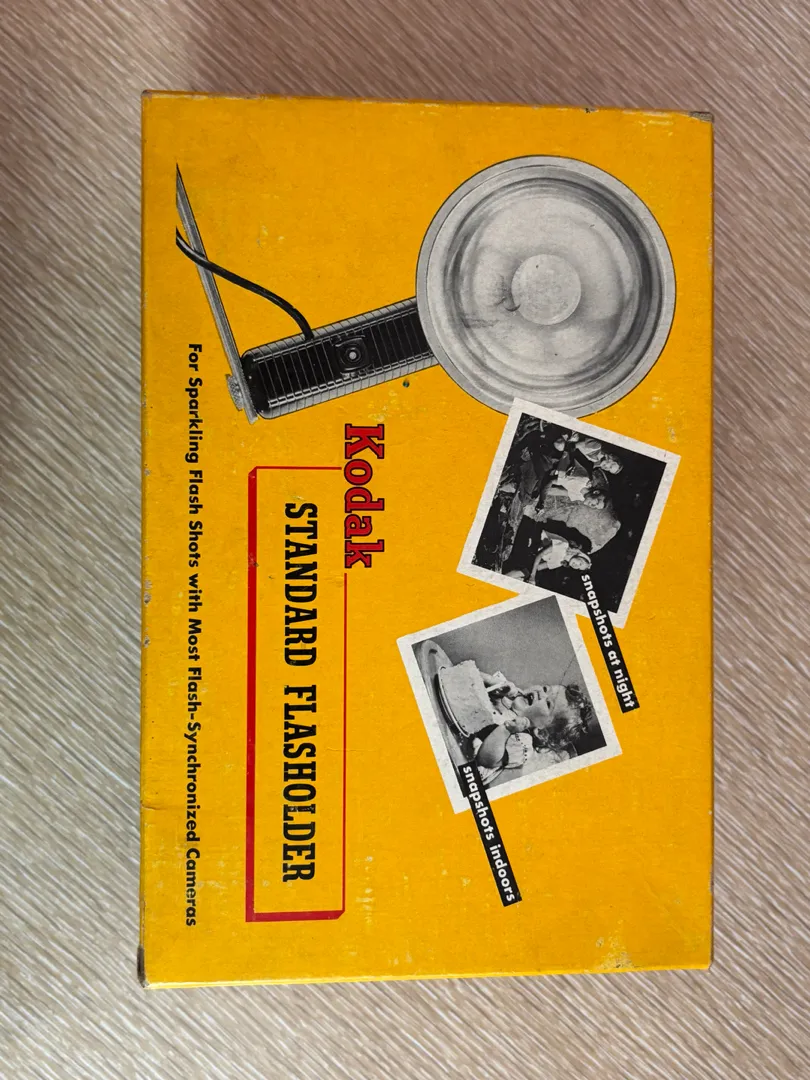 snapshots at night
snapshots indoors
Kodak
STANDARD FLASHOLDER
For Sparkling Flash Shots with Most Flash-Synchronized Cameras